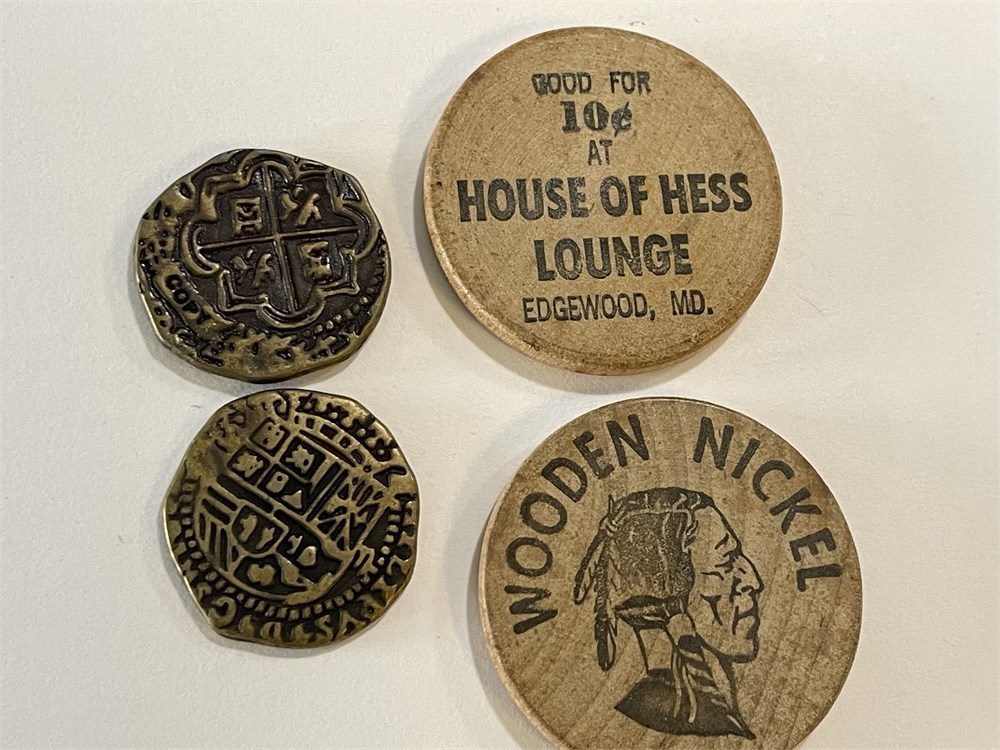 GOOD FOR
10¢
AT
HOUSE OF HESS
LOUNGE
EDGEWOOD, MD.
COPY
WOODEN NICKEL